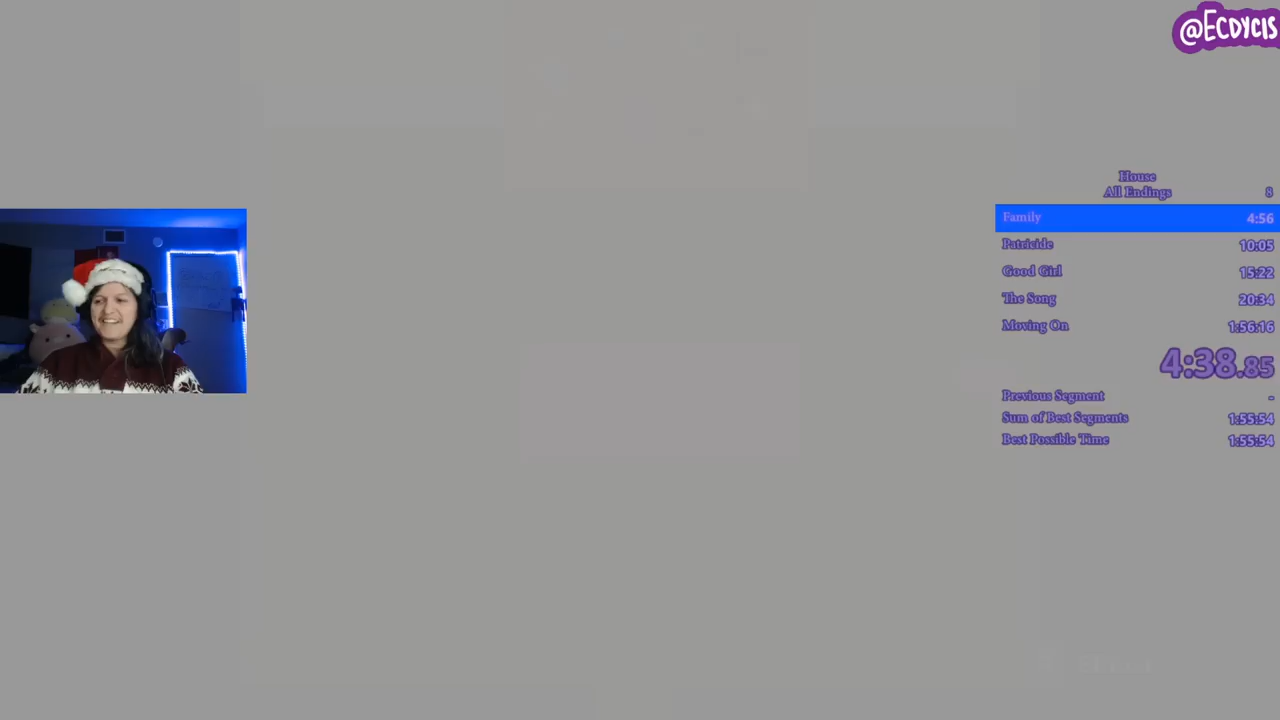 @ECDYCIS
House
All Endings 8
Family 4:56
Patricide 10:05
Good Girl 15:22
The Song 20:34
Moving On 1:56:16
4:38.85
Previous Segment -
Sum of Best Segments 1:55:54
Best Possible Time 1:55:54